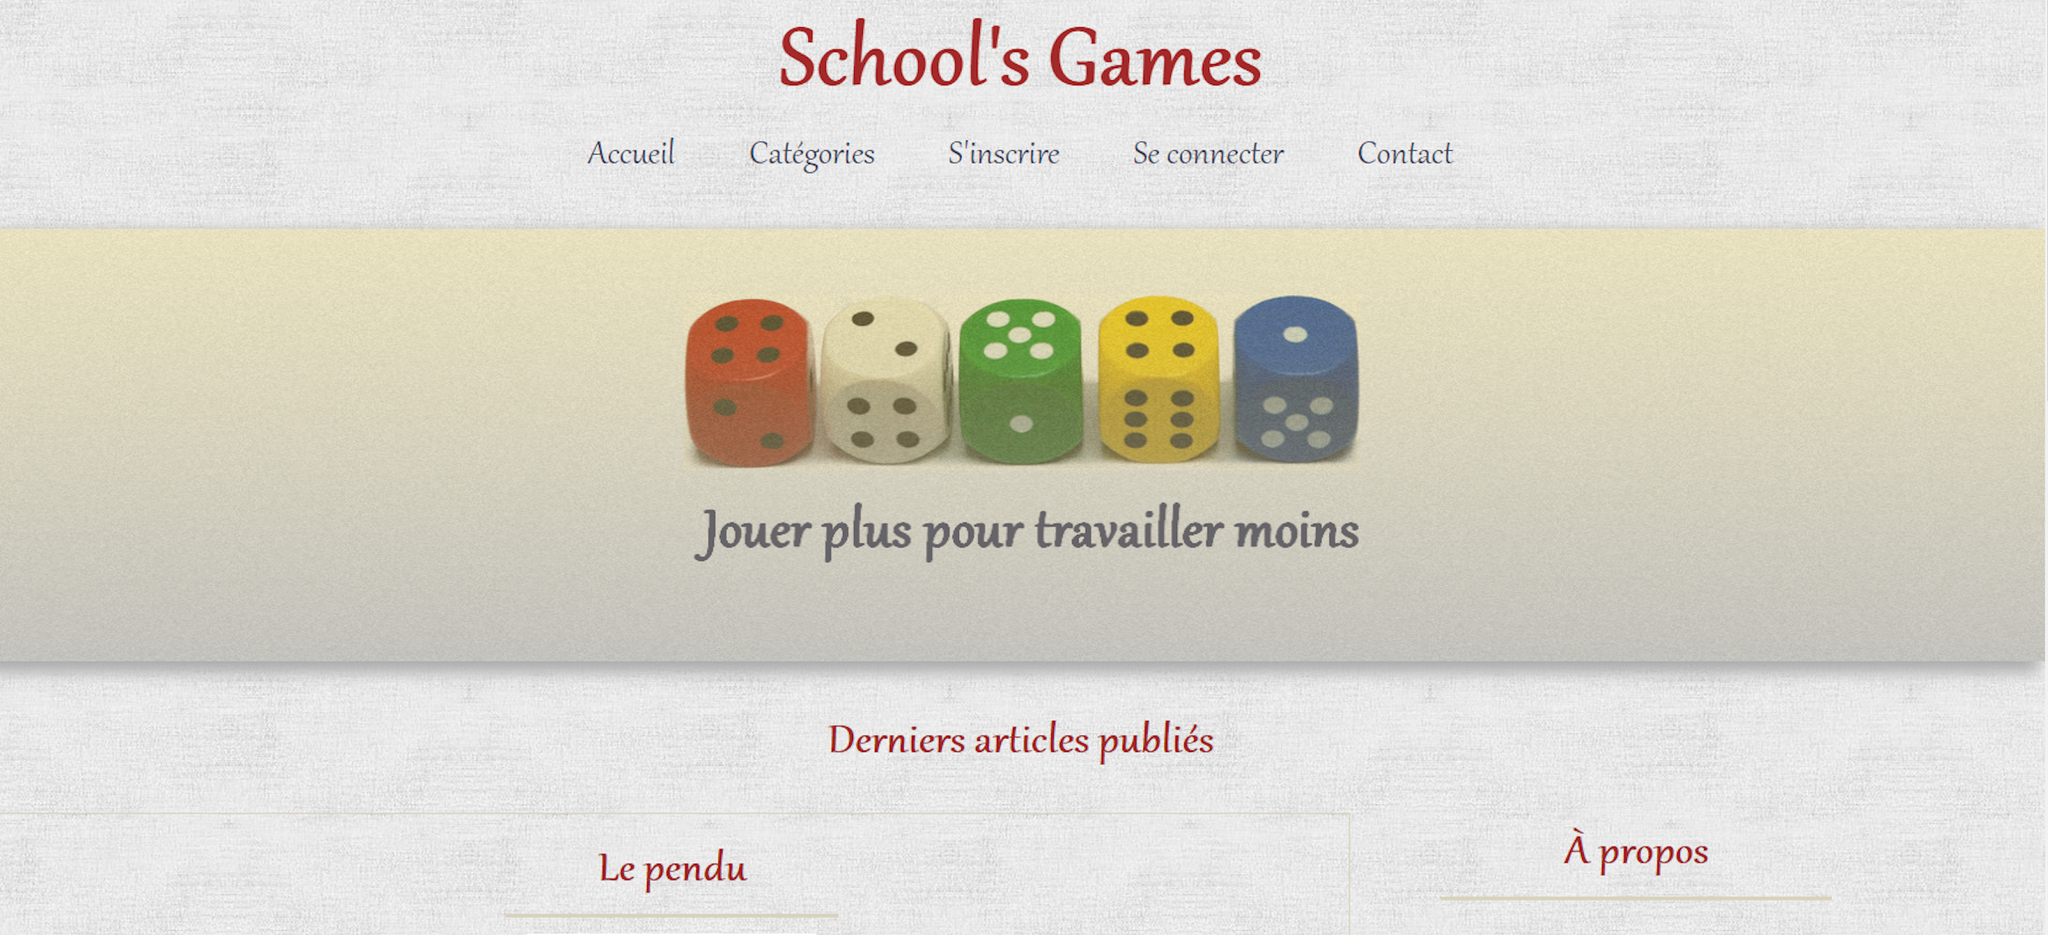 School's Games
Accueil Catégories S'inscrire Se connecter Contact
Jouer plus pour travailler moins
Derniers articles publiés
Le pendu
À propos